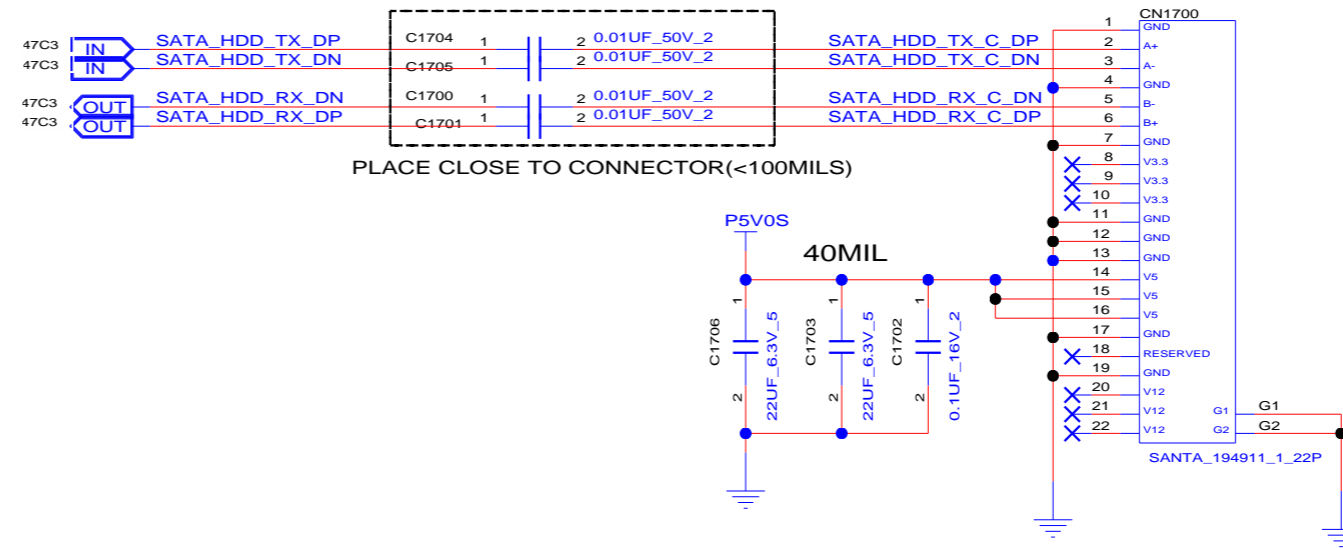 CN1700
47C3 IN SATA_HDD_TX_DP C1704 1 2 0.01UF_50V_2 SATA_HDD_TX_C_DP
47C3 IN SATA_HDD_TX_DN C1705 1 2 0.01UF_50V_2 SATA_HDD_TX_C_DN
47C3 OUT SATA_HDD_RX_DN C1700 1 2 0.01UF_50V_2 SATA_HDD_RX_C_DN
47C3 OUT SATA_HDD_RX_DP C1701 1 2 0.01UF_50V_2 SATA_HDD_RX_C_DP
PLACE CLOSE TO CONNECTOR(<100MILS)
1 GND
2 A+
3 A-
4 GND
5 B-
6 B+
7 GND
8 V3.3
9 V3.3
10 V3.3
11 GND
12 GND
13 GND
14 V5
15 V5
16 V5
17 GND
18 RESERVED
19 GND
20 V12
21 V12
22 V12
G1 G1
G2 G2
SANTA_194911_1_22P
P5V0S
40MIL
C1706 1 2 22UF_6.3V_5
C1703 1 2 22UF_6.3V_5
C1702 1 2 0.1UF_16V_2